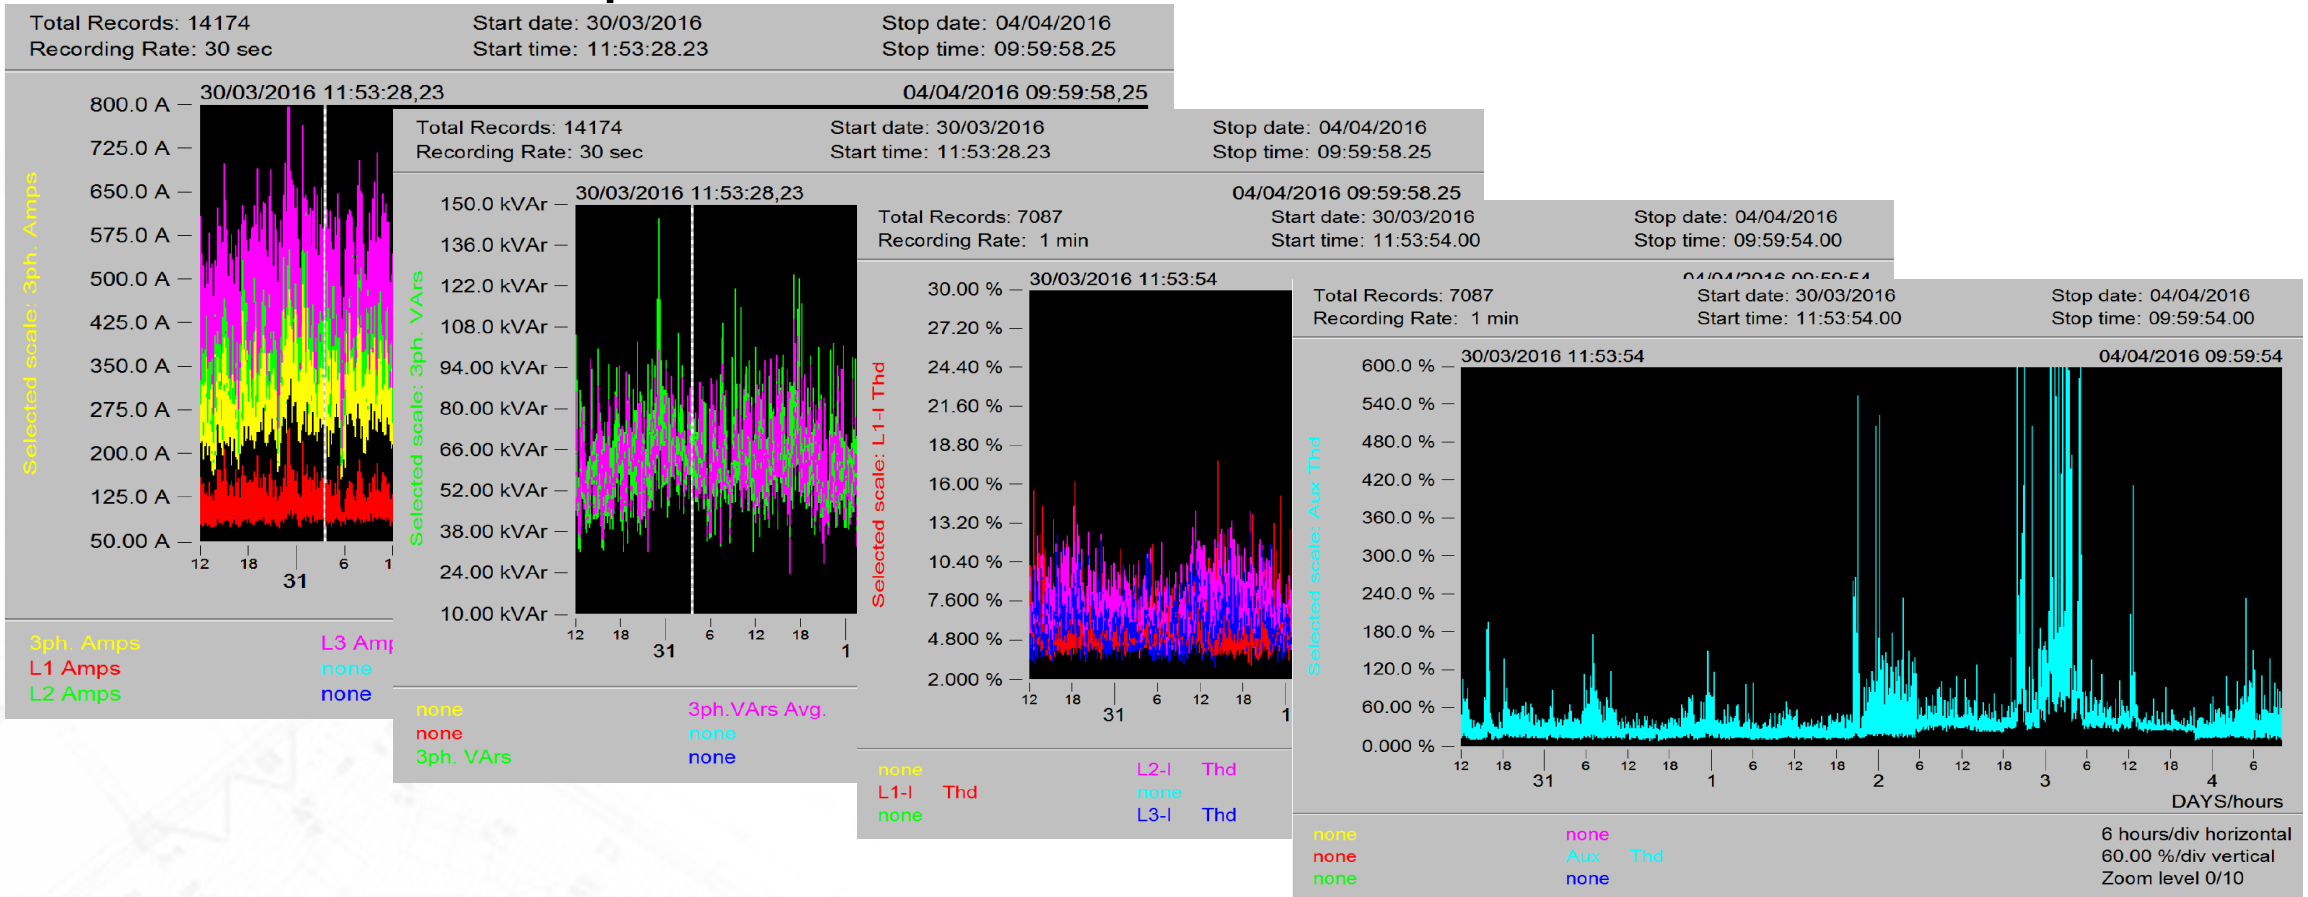 Total Records: 14174 Start date: 30/03/2016 Stop date: 04/04/2016
Recording Rate: 30 sec Start time: 11:53:28.23 Stop time: 09:59:58.25
30/03/2016 11:53:28,23 04/04/2016 09:59:58,25
Selected scale: 3ph. Amps
800.0 A
725.0 A
650.0 A
575.0 A
500.0 A
425.0 A
350.0 A
275.0 A
200.0 A
125.0 A
50.00 A
12 18 6 1
31
3ph. Amps L3 Amp
L1 Amps none
L2 Amps none
Total Records: 14174 Start date: 30/03/2016 Stop date: 04/04/2016
Recording Rate: 30 sec Start time: 11:53:28.23 Stop time: 09:59:58.25
30/03/2016 11:53:28,23 04/04/2016 09:59:58.25
Selected scale: 3ph. VArs
150.0 kVAr
136.0 kVAr
122.0 kVAr
108.0 kVAr
94.00 kVAr
80.00 kVAr
66.00 kVAr
52.00 kVAr
38.00 kVAr
24.00 kVAr
10.00 kVAr
12 18 6 12 18
31 1
none 3ph.VArs Avg.
none none
3ph. VArs none
Total Records: 7087 Start date: 30/03/2016 Stop date: 04/04/2016
Recording Rate: 1 min Start time: 11:53:54.00 Stop time: 09:59:54.00
30/03/2016 11:53:54 04/04/2016 09:59:54
Selected scale: L1-I Thd
30.00 %
27.20 %
24.40 %
21.60 %
18.80 %
16.00 %
13.20 %
10.40 %
7.600 %
4.800 %
2.000 %
12 18 6 12 18
31 1
none L2-I Thd
L1-I Thd none
none L3-I Thd
Total Records: 7087 Start date: 30/03/2016 Stop date: 04/04/2016
Recording Rate: 1 min Start time: 11:53:54.00 Stop time: 09:59:54.00
30/03/2016 11:53:54 04/04/2016 09:59:54
Selected scale: Aux Thd
600.0 %
540.0 %
480.0 %
420.0 %
360.0 %
300.0 %
240.0 %
180.0 %
120.0 %
60.00 %
0.000 %
12 18 6 12 18 6 12 18 6 12 18 6 12 18 6
31 1 2 3 4
DAYS/hours
none none 6 hours/div horizontal
none Aux Thd 60.00 %/div vertical
none none Zoom level 0/10